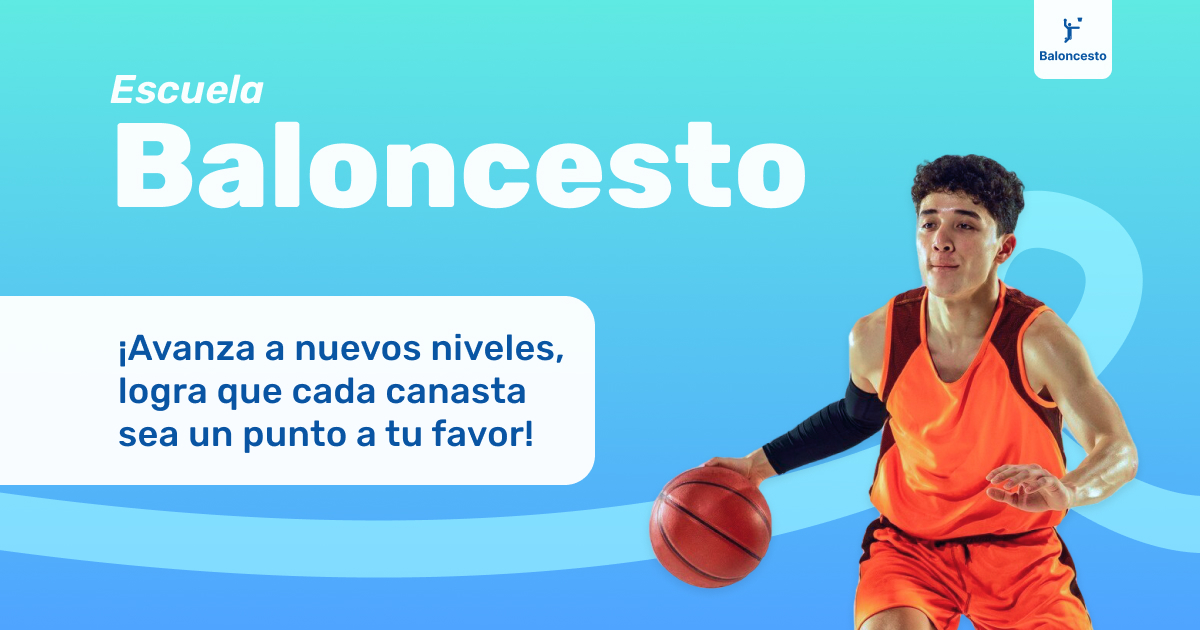 Baloncesto
Escuela
Baloncesto
¡Avanza a nuevos niveles,
logra que cada canasta
sea un punto a tu favor!